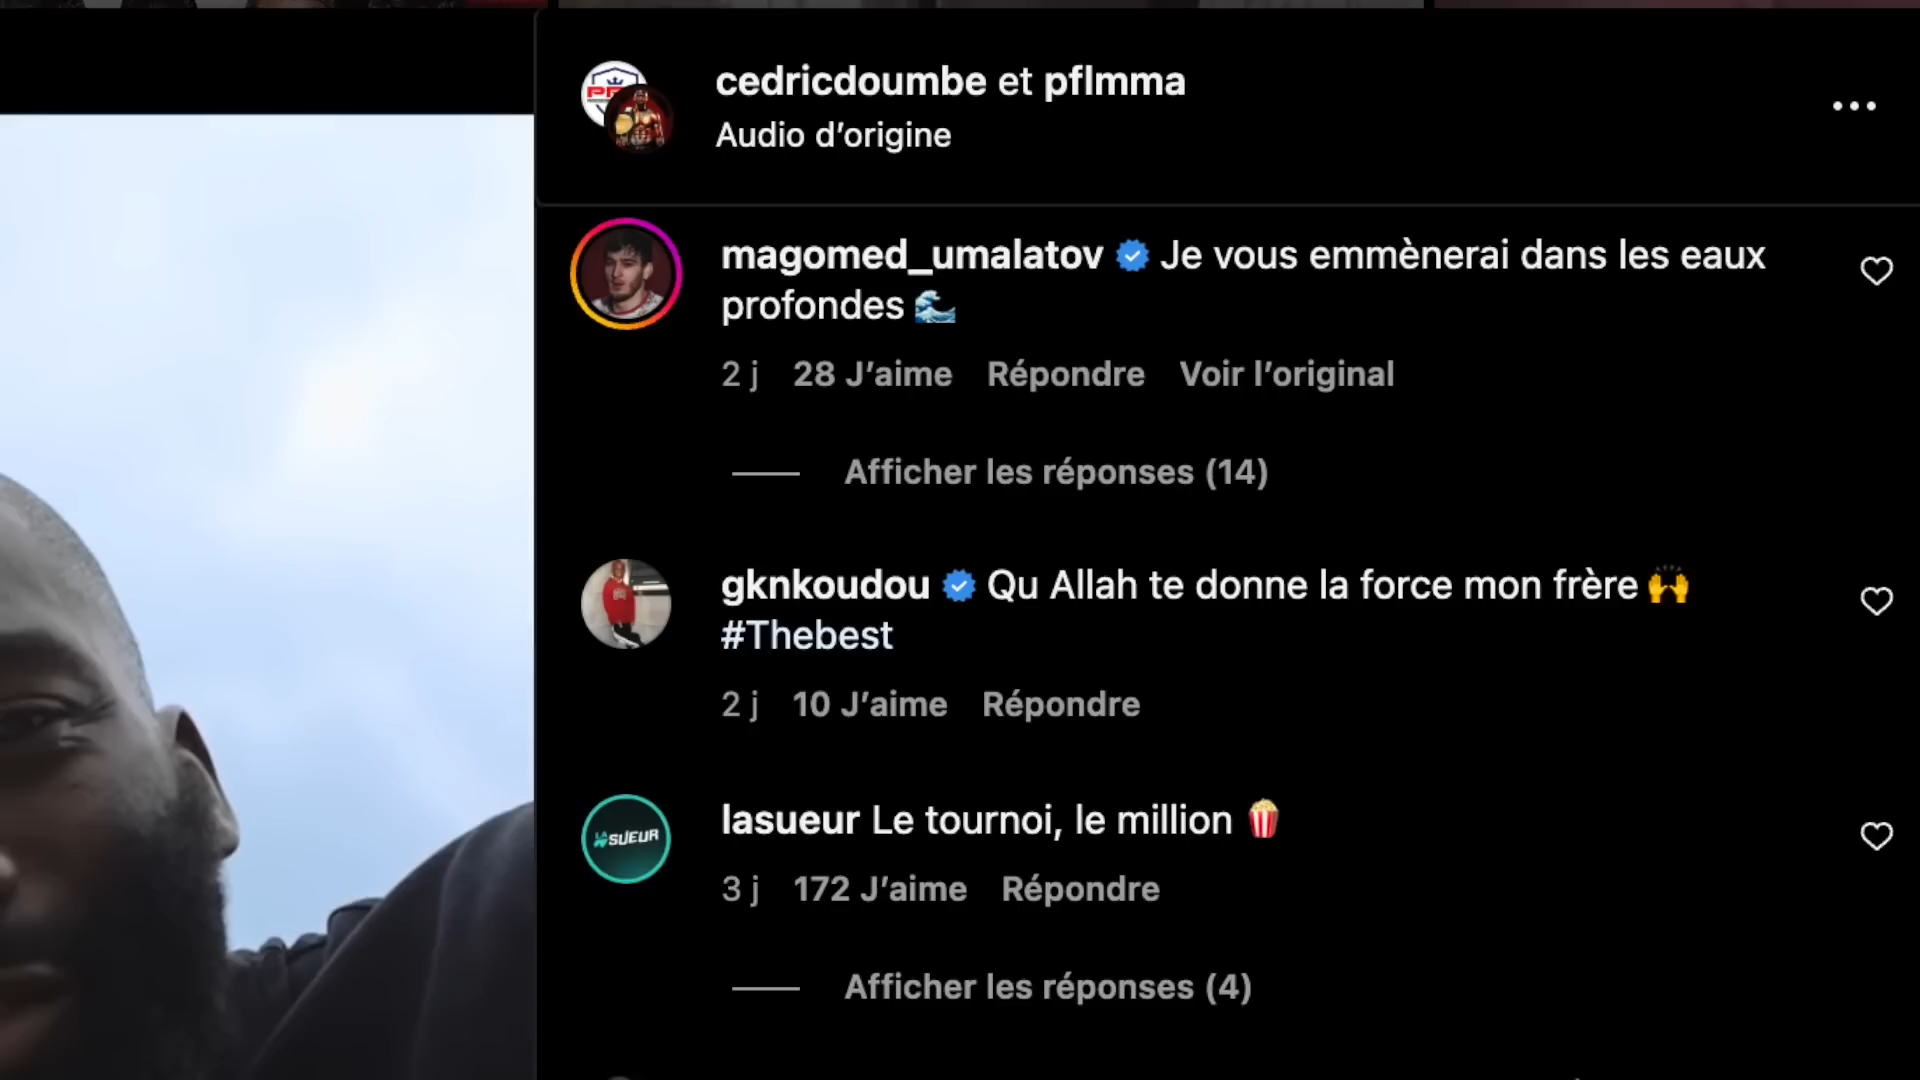 cedricdoumbe et pflmma
Audio d’origine
magomed_umalatov Je vous emmènerai dans les eaux
profondes 🌊
2 j 28 J’aime Répondre Voir l’original
Afficher les réponses (14)
gknkoudou Qu Allah te donne la force mon frère 🙌
#Thebest
2 j 10 J’aime Répondre
LA SUEUR
lasueur Le tournoi, le million 🍿
3 j 172 J’aime Répondre
Afficher les réponses (4)